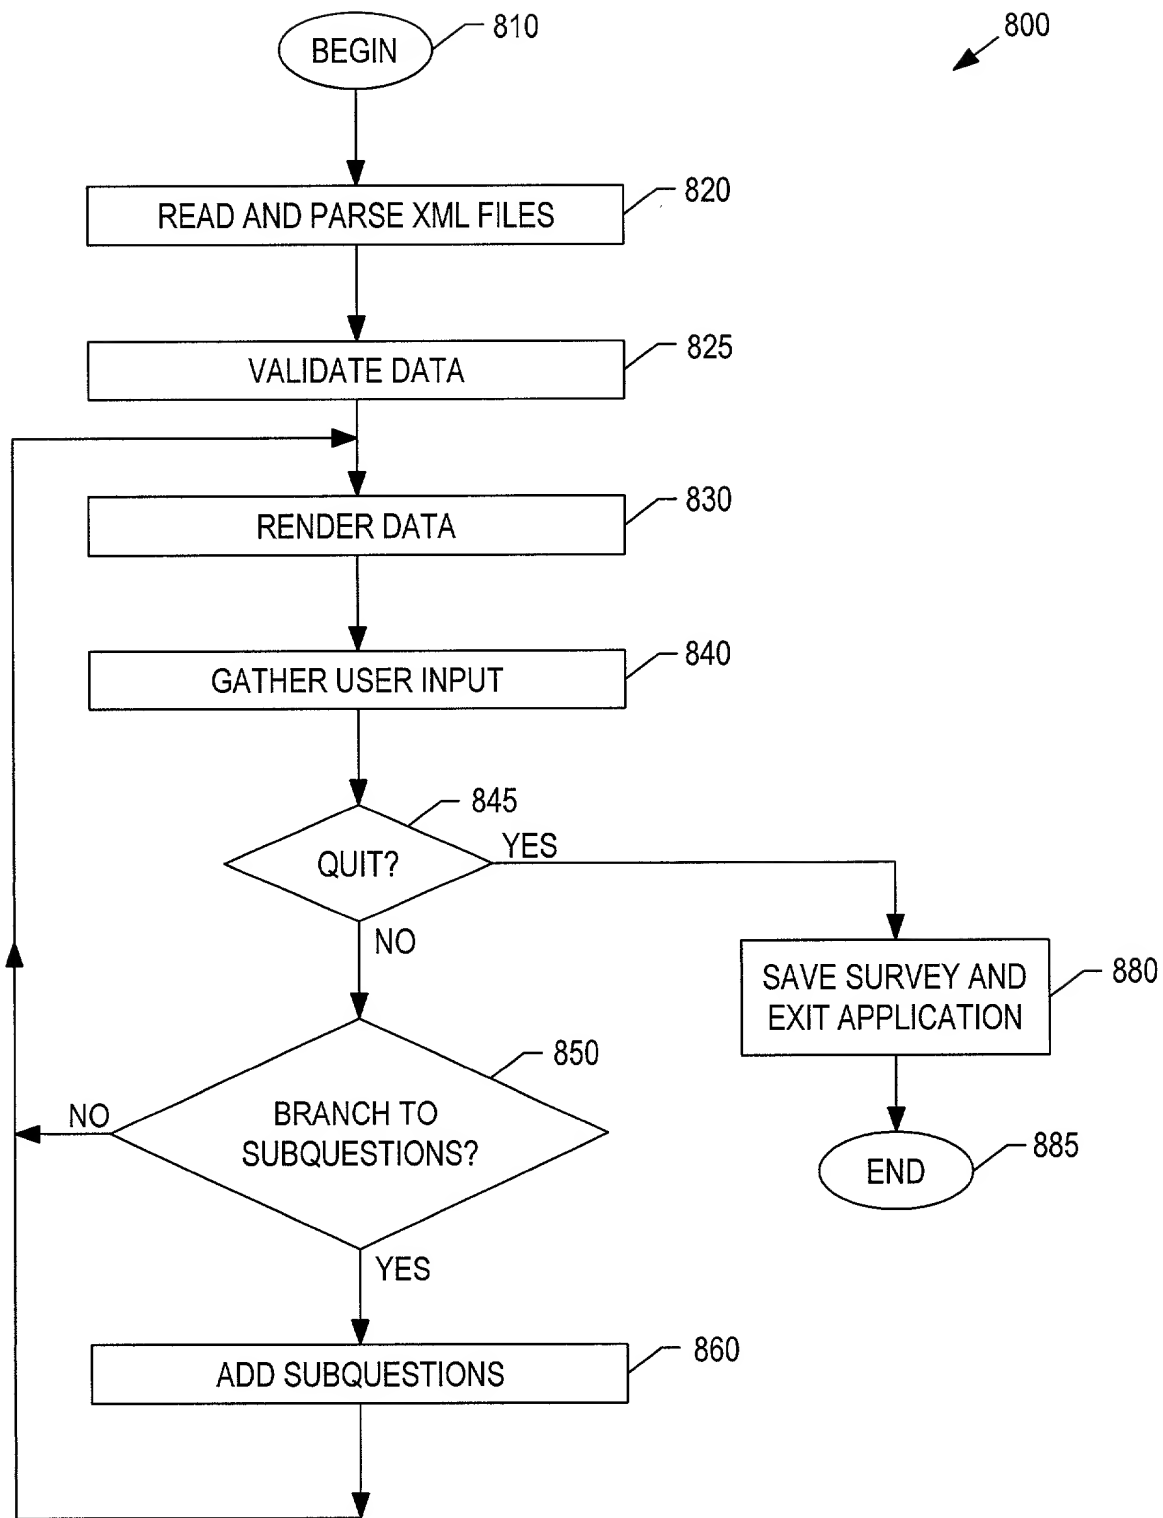 810
800
BEGIN
820
READ AND PARSE XML FILES
825
VALIDATE DATA
830
RENDER DATA
840
GATHER USER INPUT
845
YES
QUIT?
NO
SAVE SURVEY AND
EXIT APPLICATION
880
850
NO
BRANCH TO
SUBQUESTIONS?
885
END
YES
860
ADD SUBQUESTIONS